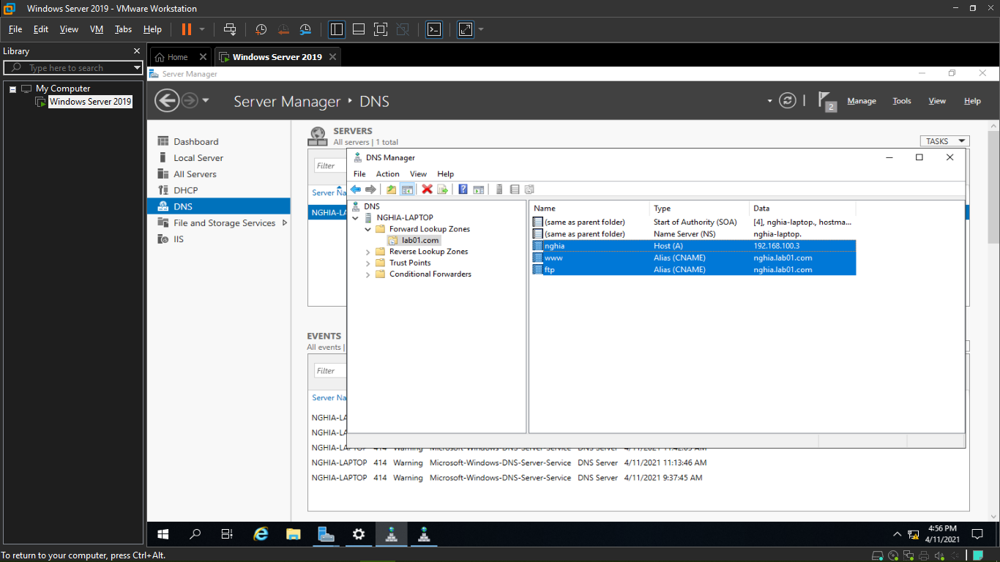 Windows Server 2019 - VMware Workstation
File Edit View VM Tabs Help
Library
Type here to search
My Computer
Windows Server 2019
Home
Windows Server 2019
Server Manager
Server Manager DNS
2
Manage Tools View Help
Dashboard
Local Server
All Servers
DHCP
DNS
File and Storage Services
IIS
SERVERS
All servers | 1 total
TASKS
Filter
Server Na
NGHIA-LA
DNS Manager
File Action View Help
DNS
NGHIA-LAPTOP
Forward Lookup Zones
lab01.com
Reverse Lookup Zones
Trust Points
Conditional Forwarders
Name Type Data
(same as parent folder) Start of Authority (SOA) [4], nghia-laptop., hostma...
(same as parent folder) Name Server (NS) nghia-laptop.
nghia Host (A) 192.168.100.3
www Alias (CNAME) nghia.lab01.com
ftp Alias (CNAME) nghia.lab01.com
EVENTS
All events |
Filter
Server Na
NGHIA-LA
NGHIA-LA
NGHIA-LAPTOP 414 Warning Microsoft-Windows-DNS-Server-Service DNS Server 4/11/2021
NGHIA-LAPTOP 414 Warning Microsoft-Windows-DNS-Server-Service DNS Server 4/11/2021 11:13:46 AM
NGHIA-LAPTOP 414 Warning Microsoft-Windows-DNS-Server-Service DNS Server 4/11/2021 9:37:45 AM
4:56 PM
4/11/2021
To return to your computer, press Ctrl+Alt.